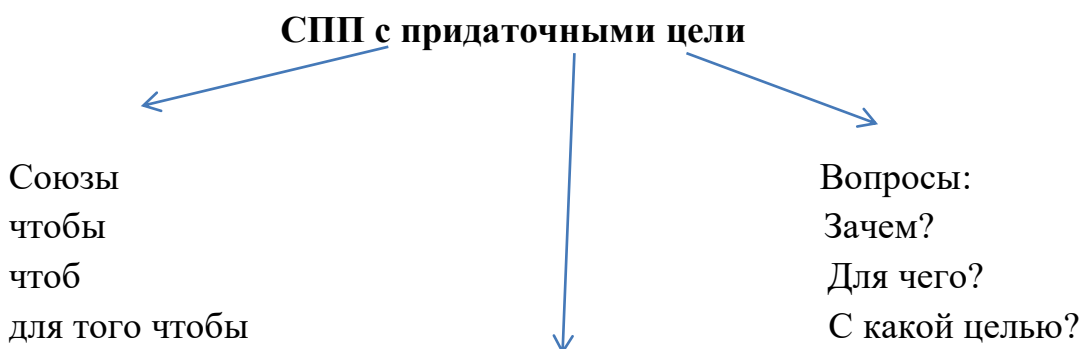 СПП с придаточными цели
Союзы
чтобы
чтоб
для того чтобы
Вопросы:
Зачем?
Для чего?
С какой целью?